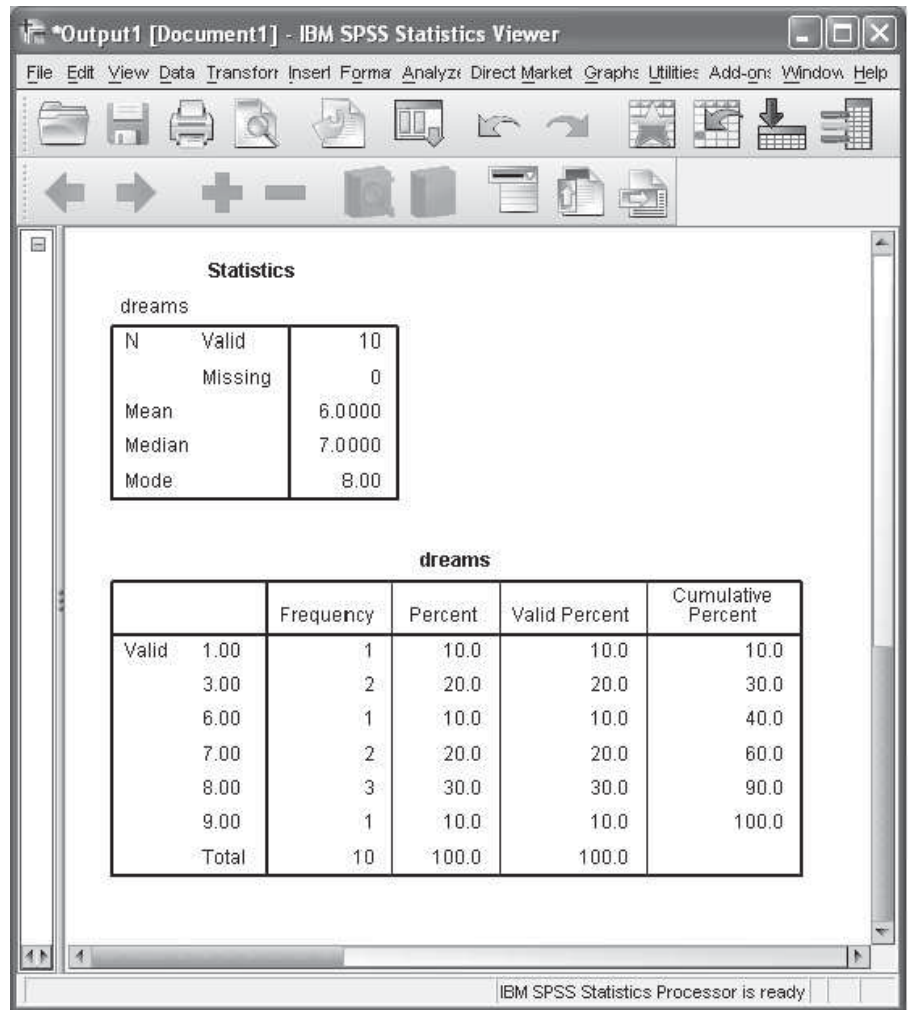 *Output1 [Document1] - IBM SPSS Statistics Viewer
File Edit View Data Transforr Insert Format Analyze Direct Market Graphs Utilities Add-ons Window Help
Statistics
dreams
N Valid 10
Missing 0
Mean 6.0000
Median 7.0000
Mode 8.00
dreams
Frequency Percent Valid Percent Cumulative Percent
Valid 1.00 1 10.0 10.0 10.0
3.00 2 20.0 20.0 30.0
6.00 1 10.0 10.0 40.0
7.00 2 20.0 20.0 60.0
8.00 3 30.0 30.0 90.0
9.00 1 10.0 10.0 100.0
Total 10 100.0 100.0
IBM SPSS Statistics Processor is ready